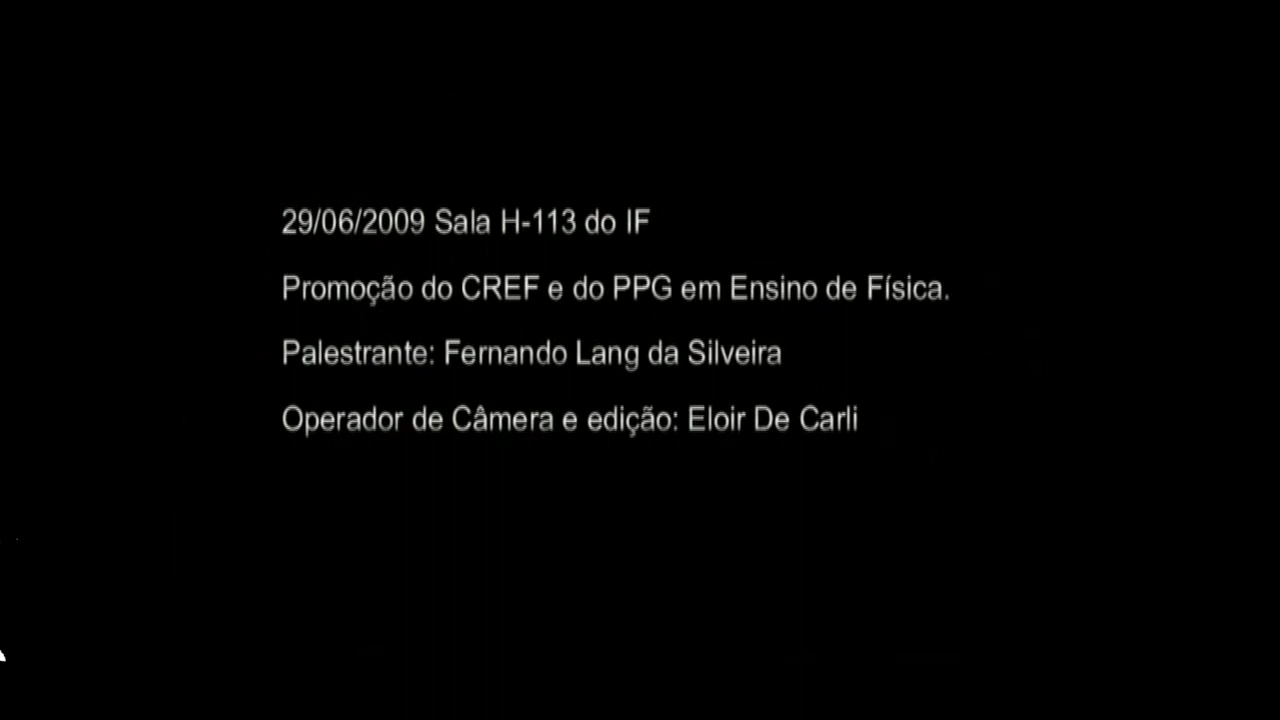 29/06/2009 Sala H-113 do IF
Promoção do CREF e do PPG em Ensino de Física.
Palestrante: Fernando Lang da Silveira
Operador de Câmera e edição: Eloir De Carli